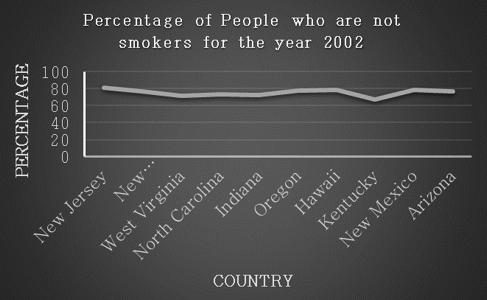 Percentage of People who are not
smokers for the year 2002
PERCENTAGE
100
80
60
40
20
0
New Jersey
New...
West Virginia
North Carolina
Indiana
Oregon
Hawaii
Kentucky
New Mexico
Arizona
COUNTRY